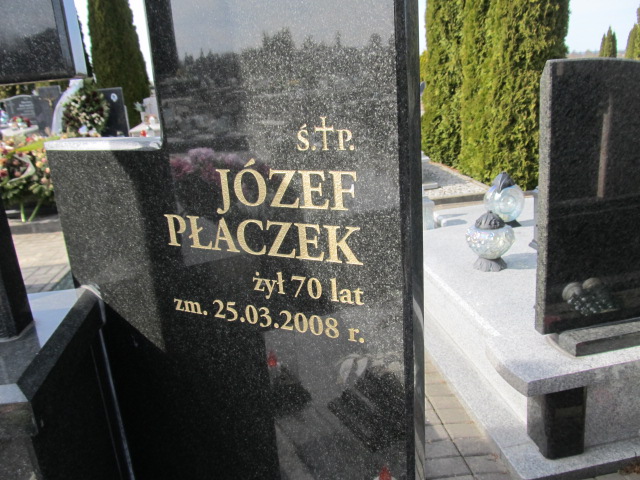 Ś.†P.
JÓZEF
PŁACZEK
żył 70 lat
zm. 25.03.2008 r.